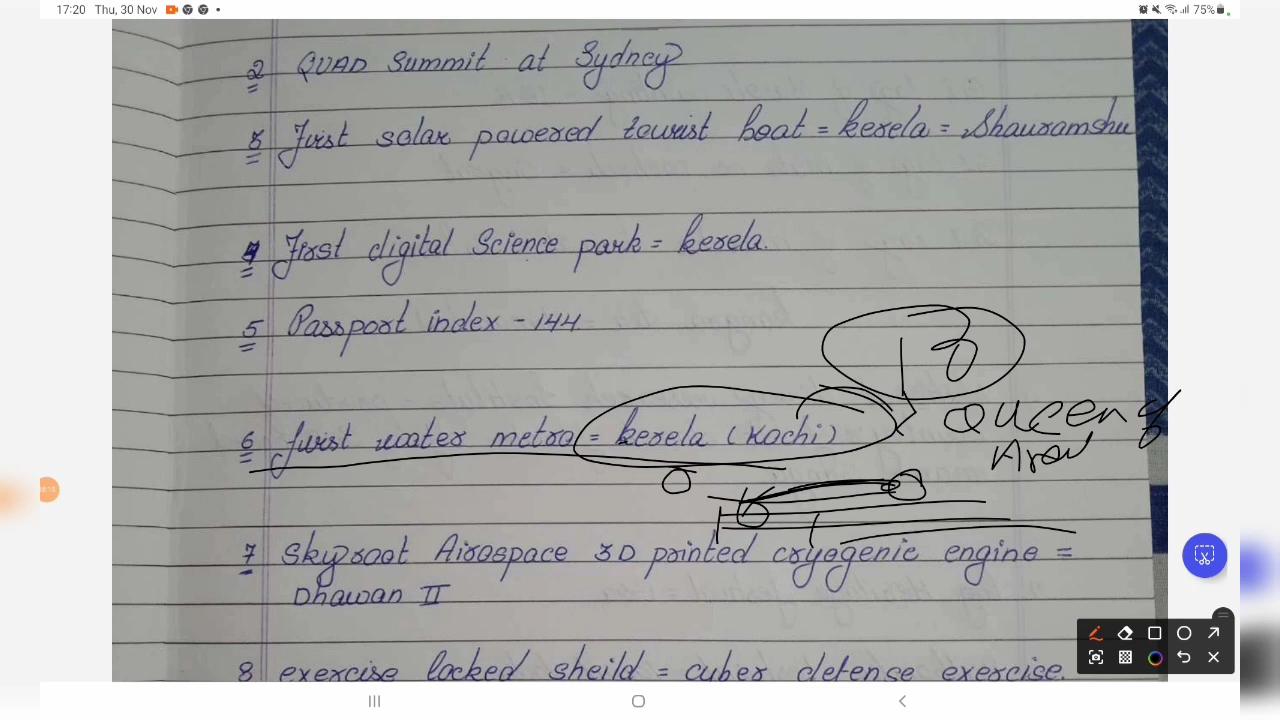 17:20 Thu, 30 Nov
75%
2 QUAD Summit at Sydney
3 First solar powered tourist boat = kerela = Shauramshu
4 First digital Science park = kerela.
5 Passport index - 144
6 furst water metro = kerela (Kochi)
Queen of
Arab
7 Skyroot Airospace 3D printed cryogenic engine =
Dhawan II
8 exercise locked sheild = cyber defense exercise.